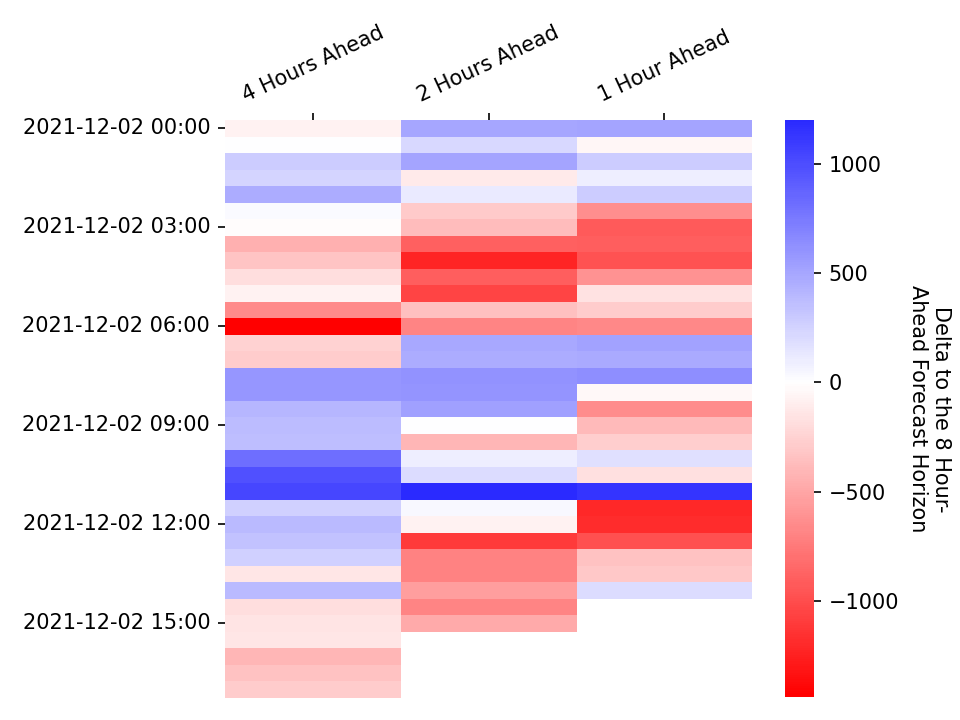 4 Hours Ahead
2 Hours Ahead
1 Hour Ahead
2021-12-02 00:00
2021-12-02 03:00
2021-12-02 06:00
2021-12-02 09:00
2021-12-02 12:00
2021-12-02 15:00
1000
500
0
−500
−1000
Delta to the 8 Hour-
Ahead Forecast Horizon